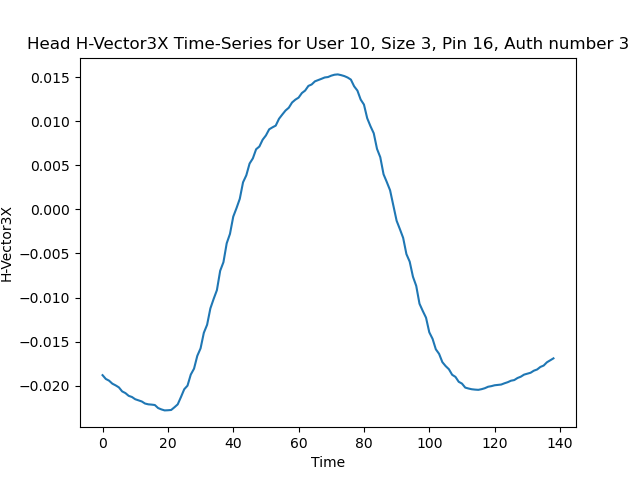 Head H-Vector3X Time-Series for User 10, Size 3, Pin 16, Auth number 3
0.015
0.010
0.005
0.000
−0.005
−0.010
−0.015
−0.020
H-Vector3X
0 20 40 60 80 100 120 140
Time